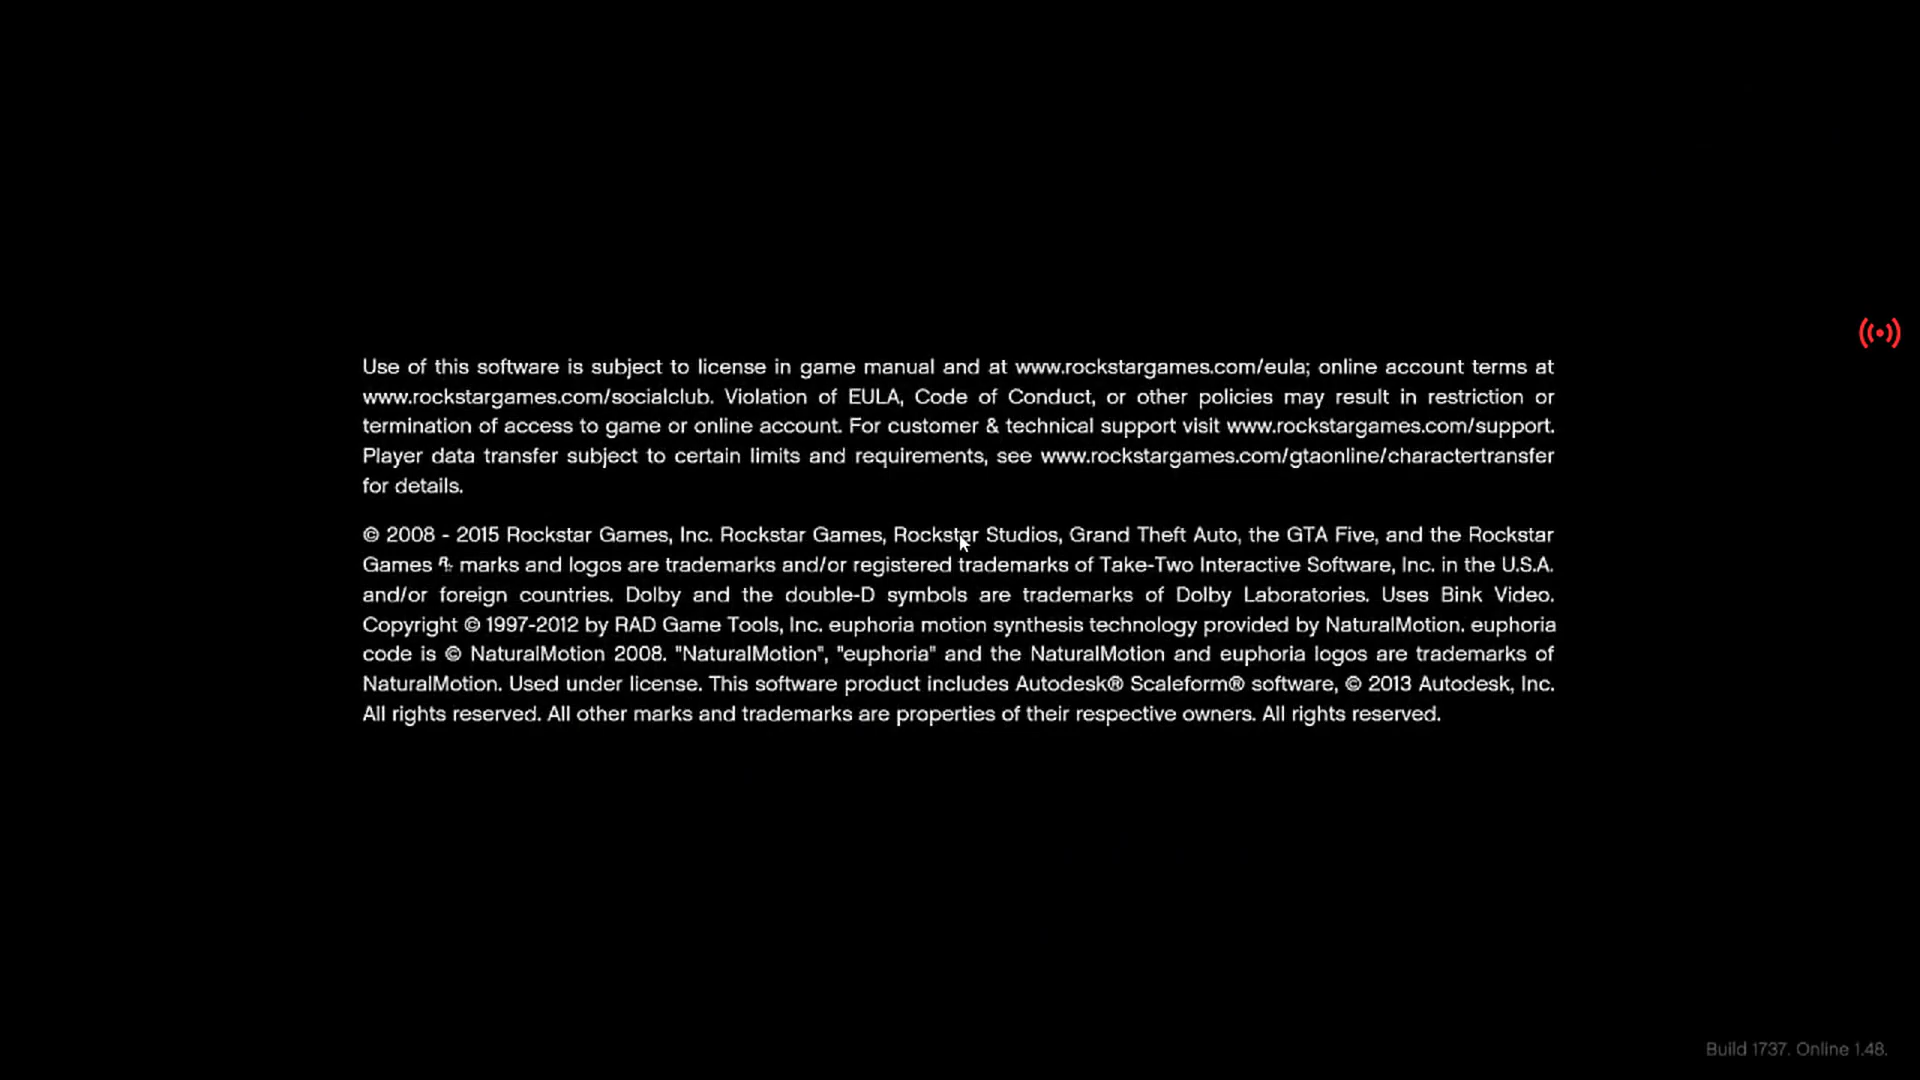 Use of this software is subject to license in game manual and at www.rockstargames.com/eula; online account terms at
www.rockstargames.com/socialclub. Violation of EULA, Code of Conduct, or other policies may result in restriction or
termination of access to game or online account. For customer & technical support visit www.rockstargames.com/support.
Player data transfer subject to certain limits and requirements, see www.rockstargames.com/gtaonline/charactertransfer
for details.
© 2008 - 2015 Rockstar Games, Inc. Rockstar Games, Rockstar Studios, Grand Theft Auto, the GTA Five, and the Rockstar
Games R* marks and logos are trademarks and/or registered trademarks of Take-Two Interactive Software, Inc. in the U.S.A.
and/or foreign countries. Dolby and the double-D symbols are trademarks of Dolby Laboratories. Uses Bink Video.
Copyright © 1997-2012 by RAD Game Tools, Inc. euphoria motion synthesis technology provided by NaturalMotion. euphoria
code is © NaturalMotion 2008. "NaturalMotion", "euphoria" and the NaturalMotion and euphoria logos are trademarks of
NaturalMotion. Used under license. This software product includes Autodesk® Scaleform® software, © 2013 Autodesk, Inc.
All rights reserved. All other marks and trademarks are properties of their respective owners. All rights reserved.
Build 1737. Online 1.48.